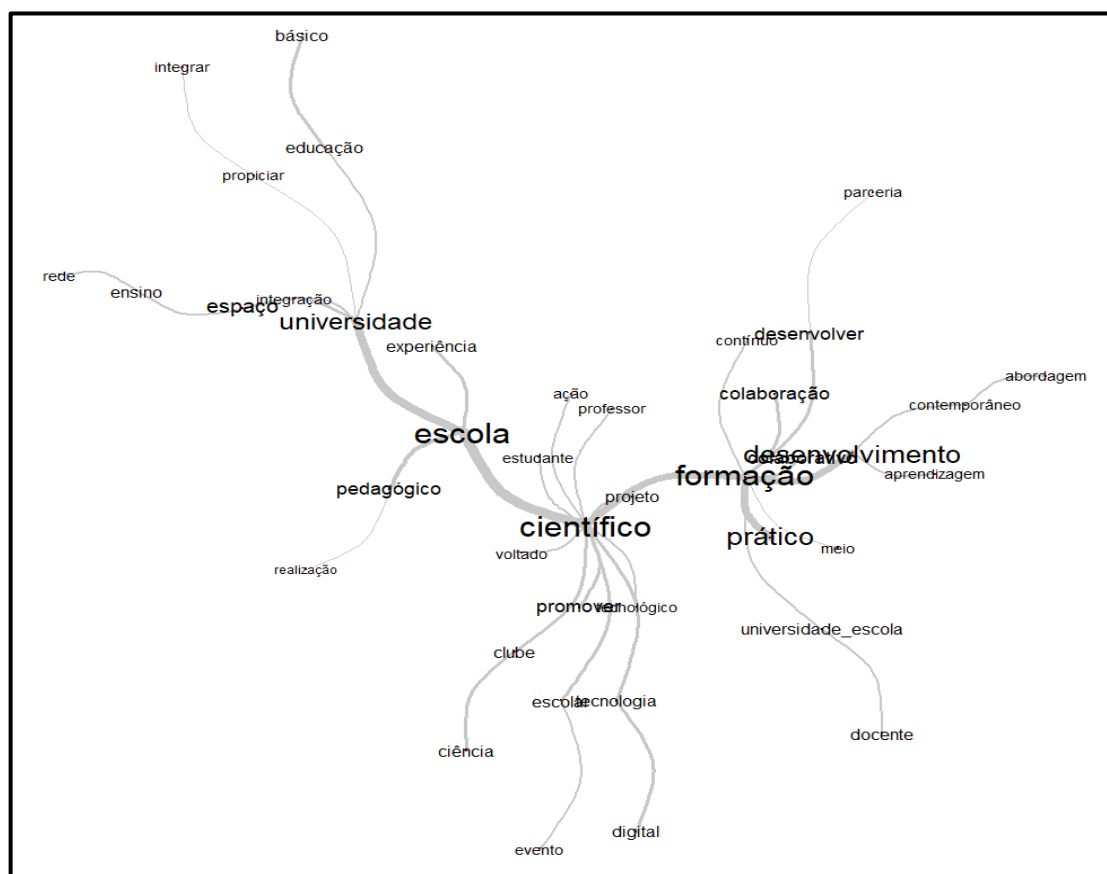 básico
integrar
educação
propiciar
parceria
rede
ensino
espaço
integração
universidade
experiência
contínuo
desenvolver
abordagem
ação
colaboração
contemporâneo
professor
escola
estudante
colaborativo
desenvolvimento
aprendizagem
pedagógico
formação
projeto
científico
prático
voltado
meio
realização
promover
tecnológico
universidade_escola
clube
escolar
tecnologia
docente
ciência
digital
evento